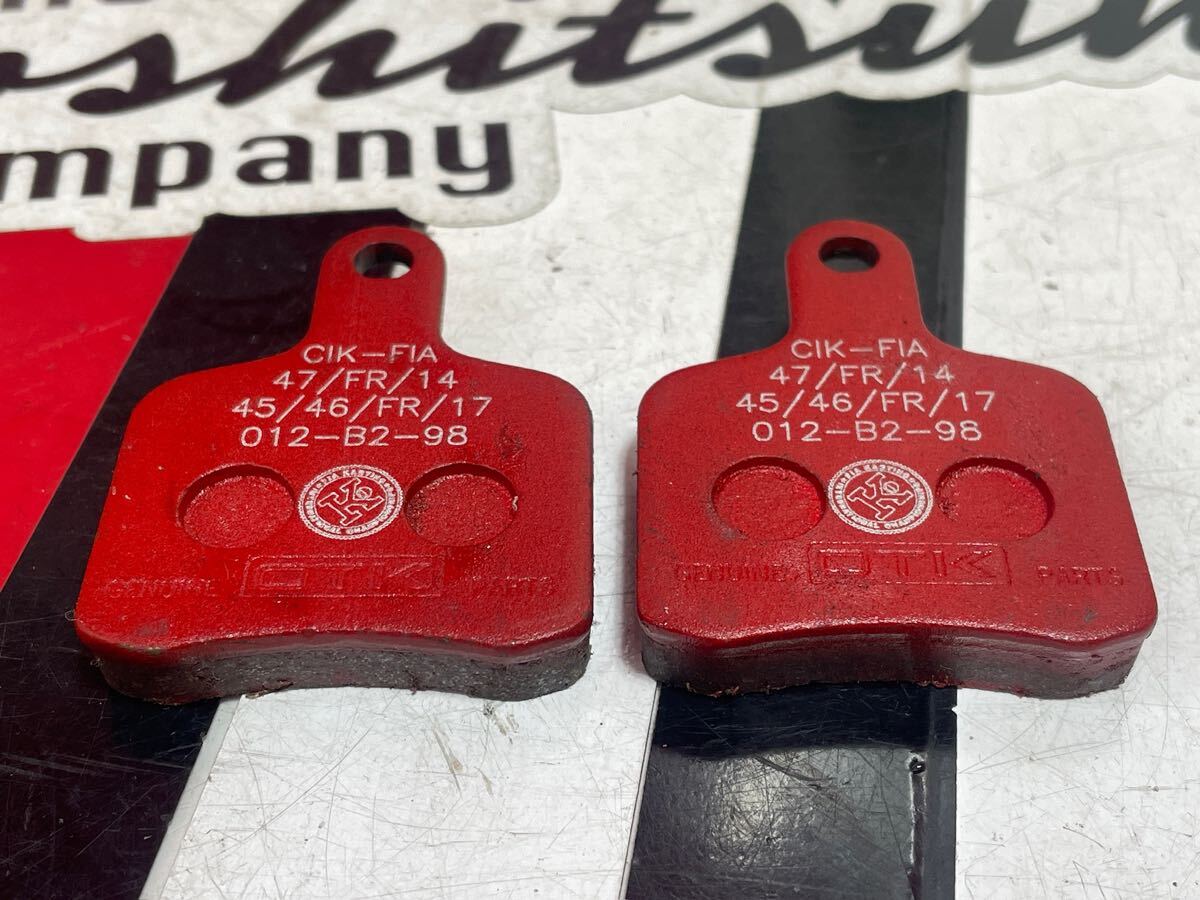 ompany
CIK-FIA
47/FR/14
45/46/FR/17
012-B2-98
GENUINE OTK PARTS
CIK-FIA
47/FR/14
45/46/FR/17
012-B2-98
GENUINE OTK PARTS